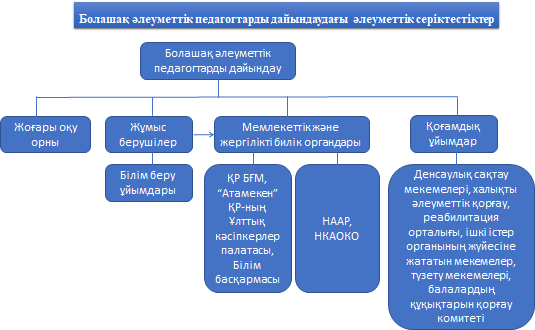 Болашақ әлеуметтік педагогтарды дайындаудағы әлеуметтік серіктестіктер
Болашақ әлеуметтік
педагогтарды дайындау
Жоғары оқу
орны
Жұмыс
берушілер
Мемлекеттік және
жергілікті билік органдары
Қоғамдық
ұйымдар
Білім беру
ұйымдары
ҚР БҒМ,
“Атамекен”
ҚР-ның
Ұлттық
кәсіпкерлер
палатасы,
Білім
басқармасы
НААР,
НКАОКО
Денсаулық сақтау
мекемелері, халықты
әлеуметтік қорғау,
реабилитация
орталығы, ішкі істер
органының жүйесіне
жататын мекемелер,
түзету мекемелері,
балалардың
құқықтарын қорғау
комитеті